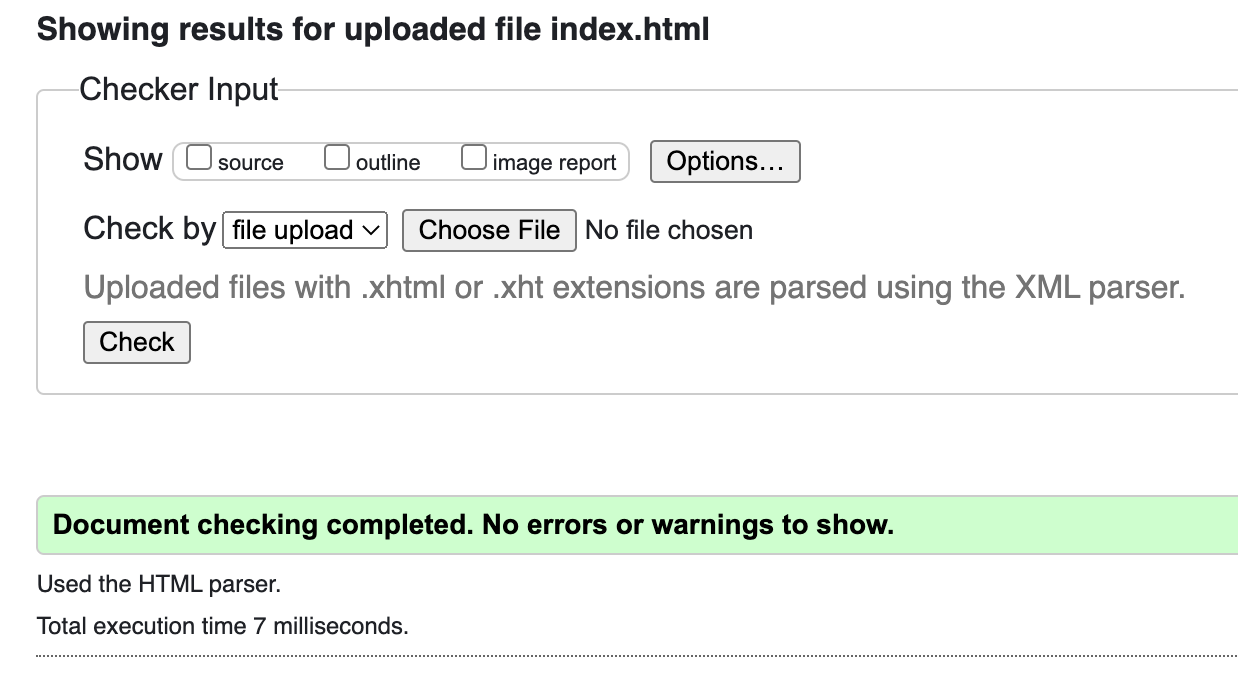 Showing results for uploaded file index.html
Checker Input
Show source outline image report Options...
Check by file upload Choose File No file chosen
Uploaded files with .xhtml or .xht extensions are parsed using the XML parser.
Check
Document checking completed. No errors or warnings to show.
Used the HTML parser.
Total execution time 7 milliseconds.